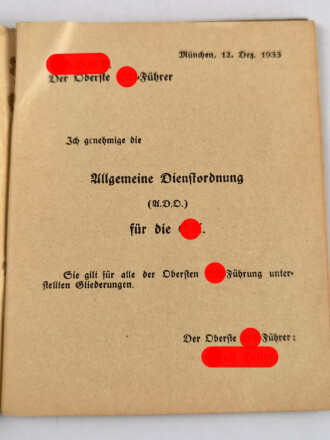 München, 12. Dez. 1933
Der Oberste -Führer
Ich genehmige die
Allgemeine Dienstordnung
(A.D.O.)
für die
Sie gilt für alle der Obersten -Führung unter-
stellten Gliederungen.
Der Oberste -Führer: